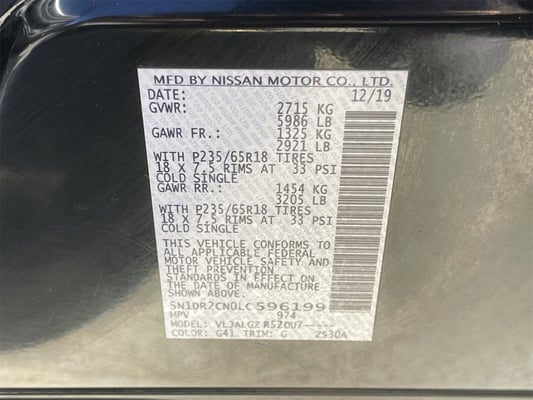 MFD BY NISSAN MOTOR CO., LTD.
DATE: 12/19
GVWR: 2715 KG
5986 LB
GAWR FR.: 1325 KG
2921 LB
WITH P235/65R18 TIRES
18 X 7.5 RIMS AT 33 PSI
COLD SINGLE
GAWR RR.: 1454 KG
3205 LB
WITH P235/65R18 TIRES
18 X 7.5 RIMS AT 33 PSI
COLD SINGLE
THIS VEHICLE CONFORMS TO
ALL APPLICABLE FEDERAL
MOTOR VEHICLE SAFETY AND
THEFT PREVENTION
STANDARDS IN EFFECT ON
THE DATE OF MANUFACTURE
5N1DR2CN0LC596199
MPV 974
MODEL: VLJALGZ R52DU7-----
COLOR: G41 TRIM: G Z530A